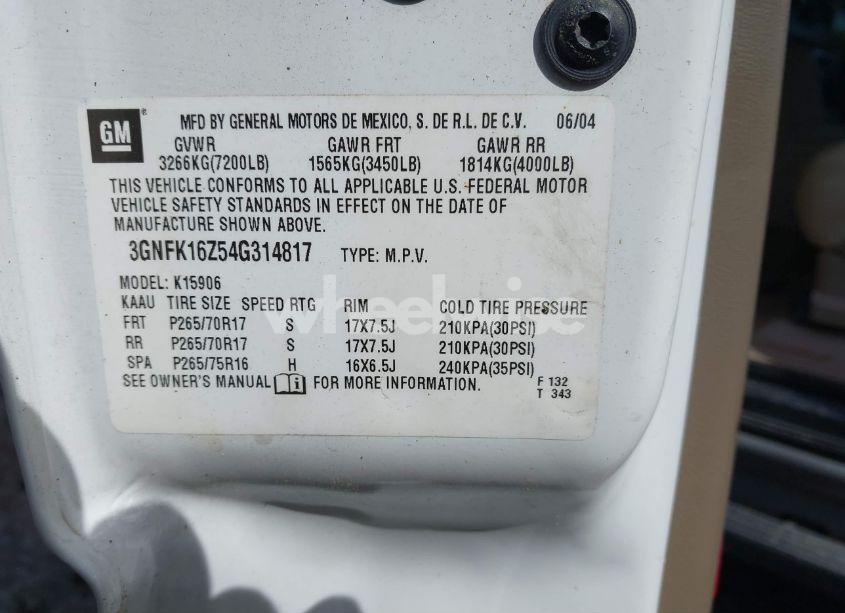 GM ® MFD BY GENERAL MOTORS DE MEXICO, S. DE R.L. DE C.V. 06/04
GVWR GAWR FRT GAWR RR
3266KG(7200LB) 1565KG(3450LB) 1814KG(4000LB)
THIS VEHICLE CONFORMS TO ALL APPLICABLE U.S. FEDERAL MOTOR
VEHICLE SAFETY STANDARDS IN EFFECT ON THE DATE OF
MANUFACTURE SHOWN ABOVE.
3GNFK16Z54G314817 TYPE: M.P.V.
MODEL: K15906
KAAU TIRE SIZE SPEED RTG RIM COLD TIRE PRESSURE
FRT P265/70R17 S 17X7.5J 210KPA(30PSI)
RR P265/70R17 S 17X7.5J 210KPA(30PSI)
SPA P265/75R16 H 16X6.5J 240KPA(35PSI)
SEE OWNER'S MANUAL FOR MORE INFORMATION.
F 132
T 343
wheelwise